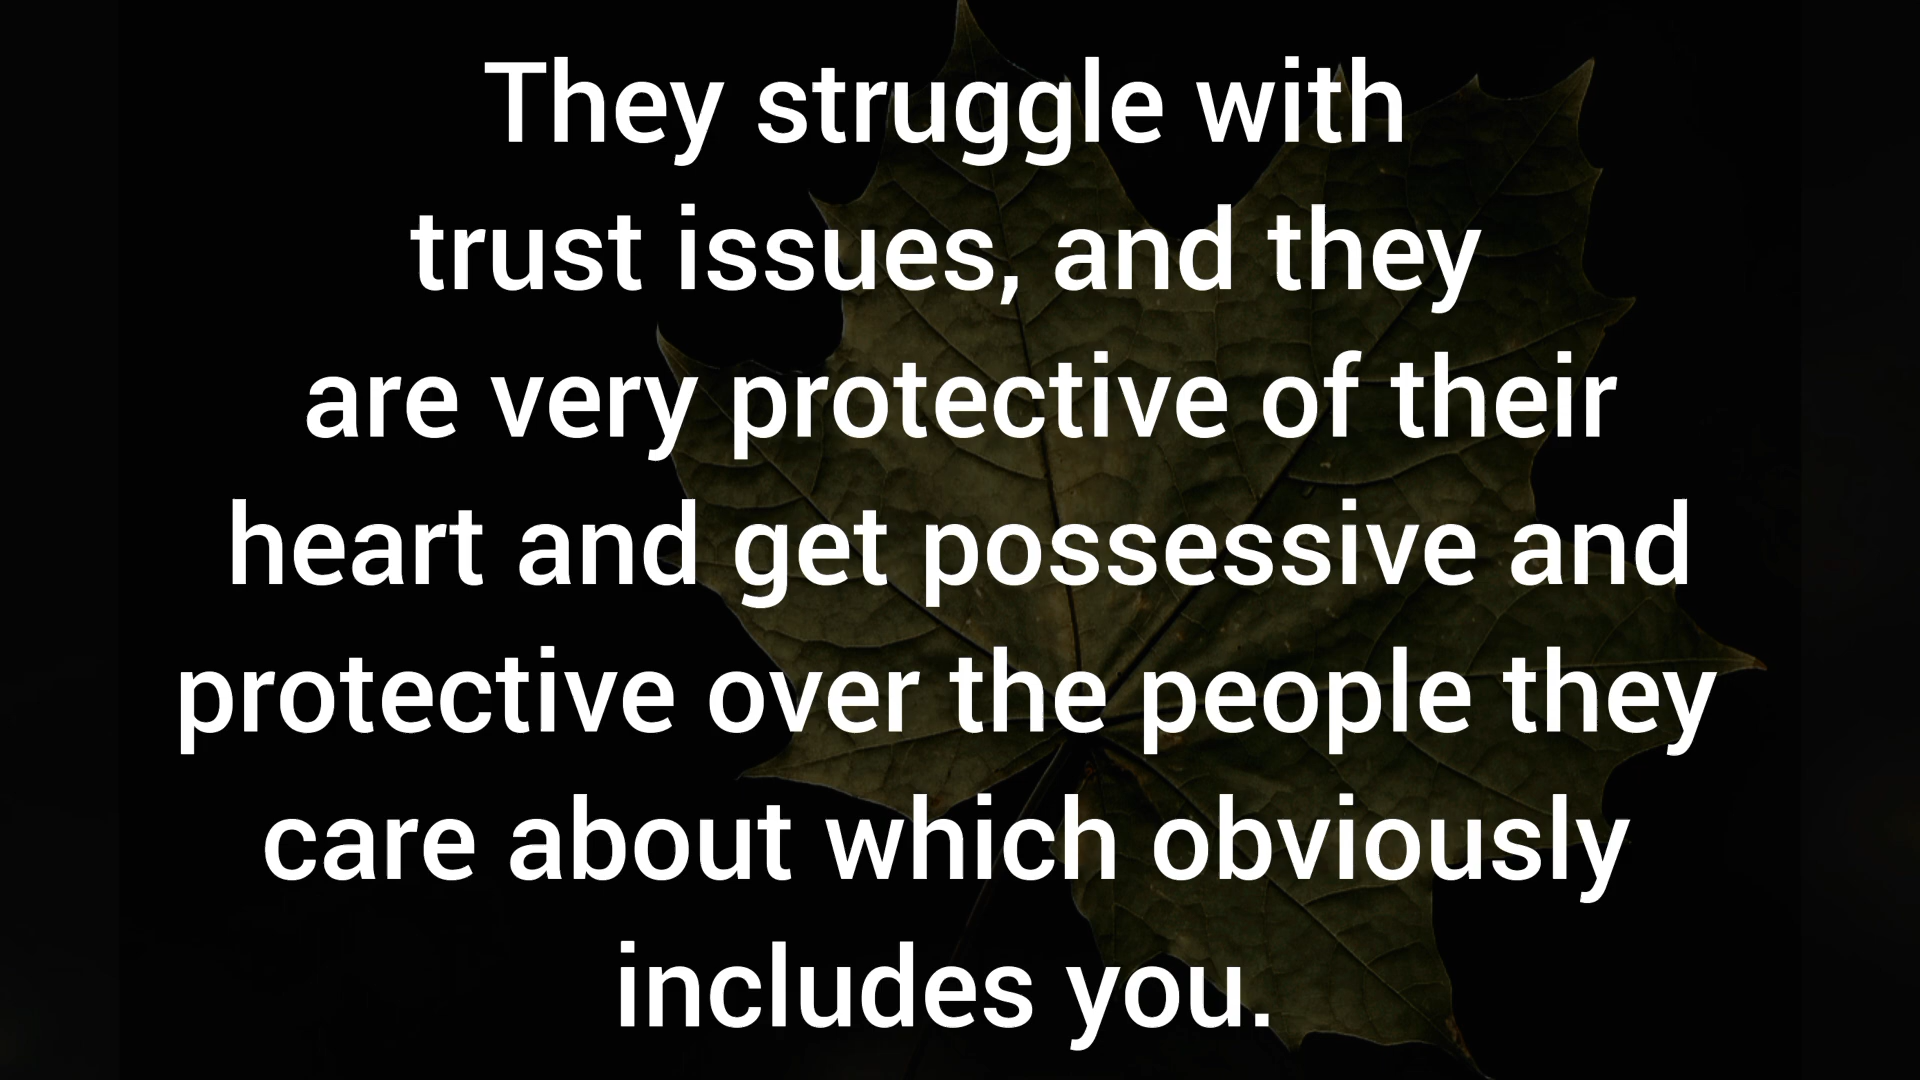 They struggle with
trust issues, and they
are very protective of their
heart and get possessive and
protective over the people they
care about which obviously
includes you.